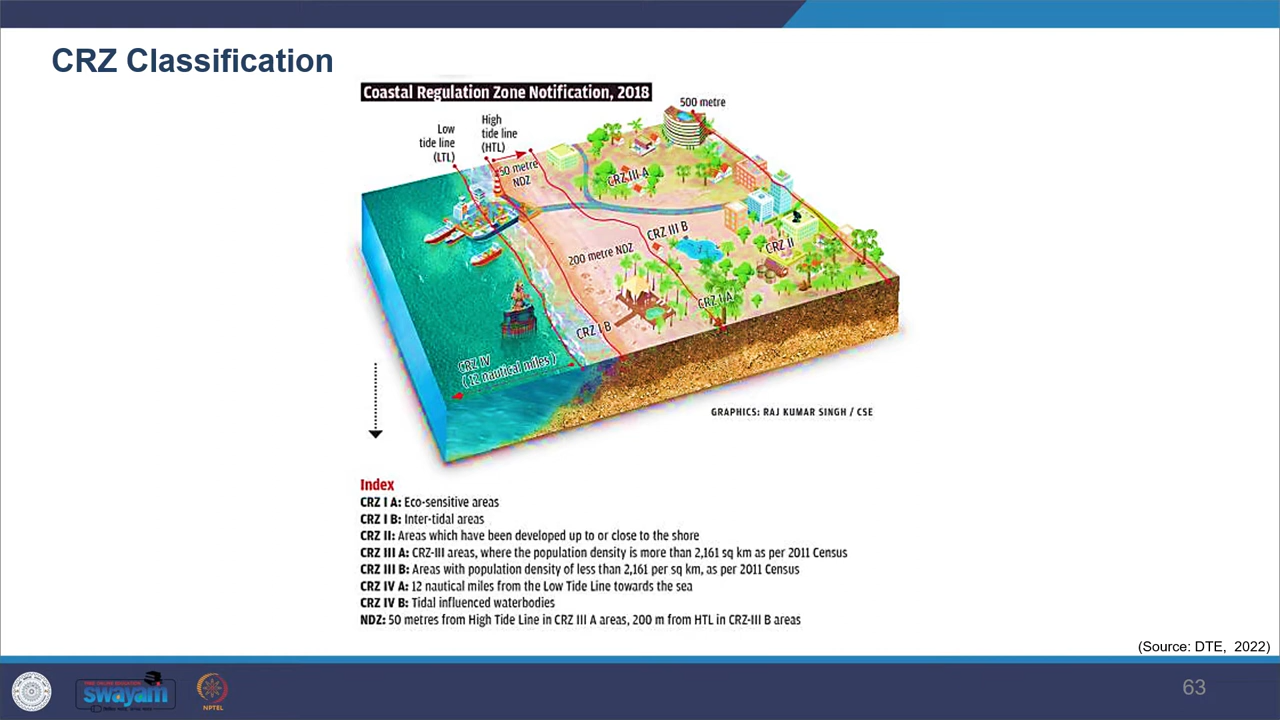 CRZ Classification
Coastal Regulation Zone Notification, 2018
500 metre
High
tide line
(HTL)
Low
tide line
(LTL)
50 metre
NDZ
CRZ III A
CRZ III B
200 metre NDZ
CRZ II
CRZ I A
CRZ I B
CRZ IV
(12 nautical miles)
GRAPHICS: RAJ KUMAR SINGH / CSE
Index
CRZ I A: Eco-sensitive areas
CRZ I B: Inter-tidal areas
CRZ II: Areas which have been developed up to or close to the shore
CRZ III A: CRZ-III areas, where the population density is more than 2,161 sq km as per 2011 Census
CRZ III B: Areas with population density of less than 2,161 per sq km, as per 2011 Census
CRZ IV A: 12 nautical miles from the Low Tide Line towards the sea
CRZ IV B: Tidal influenced waterbodies
NDZ: 50 metres from High Tide Line in CRZ III A areas, 200 m from HTL in CRZ-III B areas
(Source: DTE, 2022)
swayam
NPTEL
63